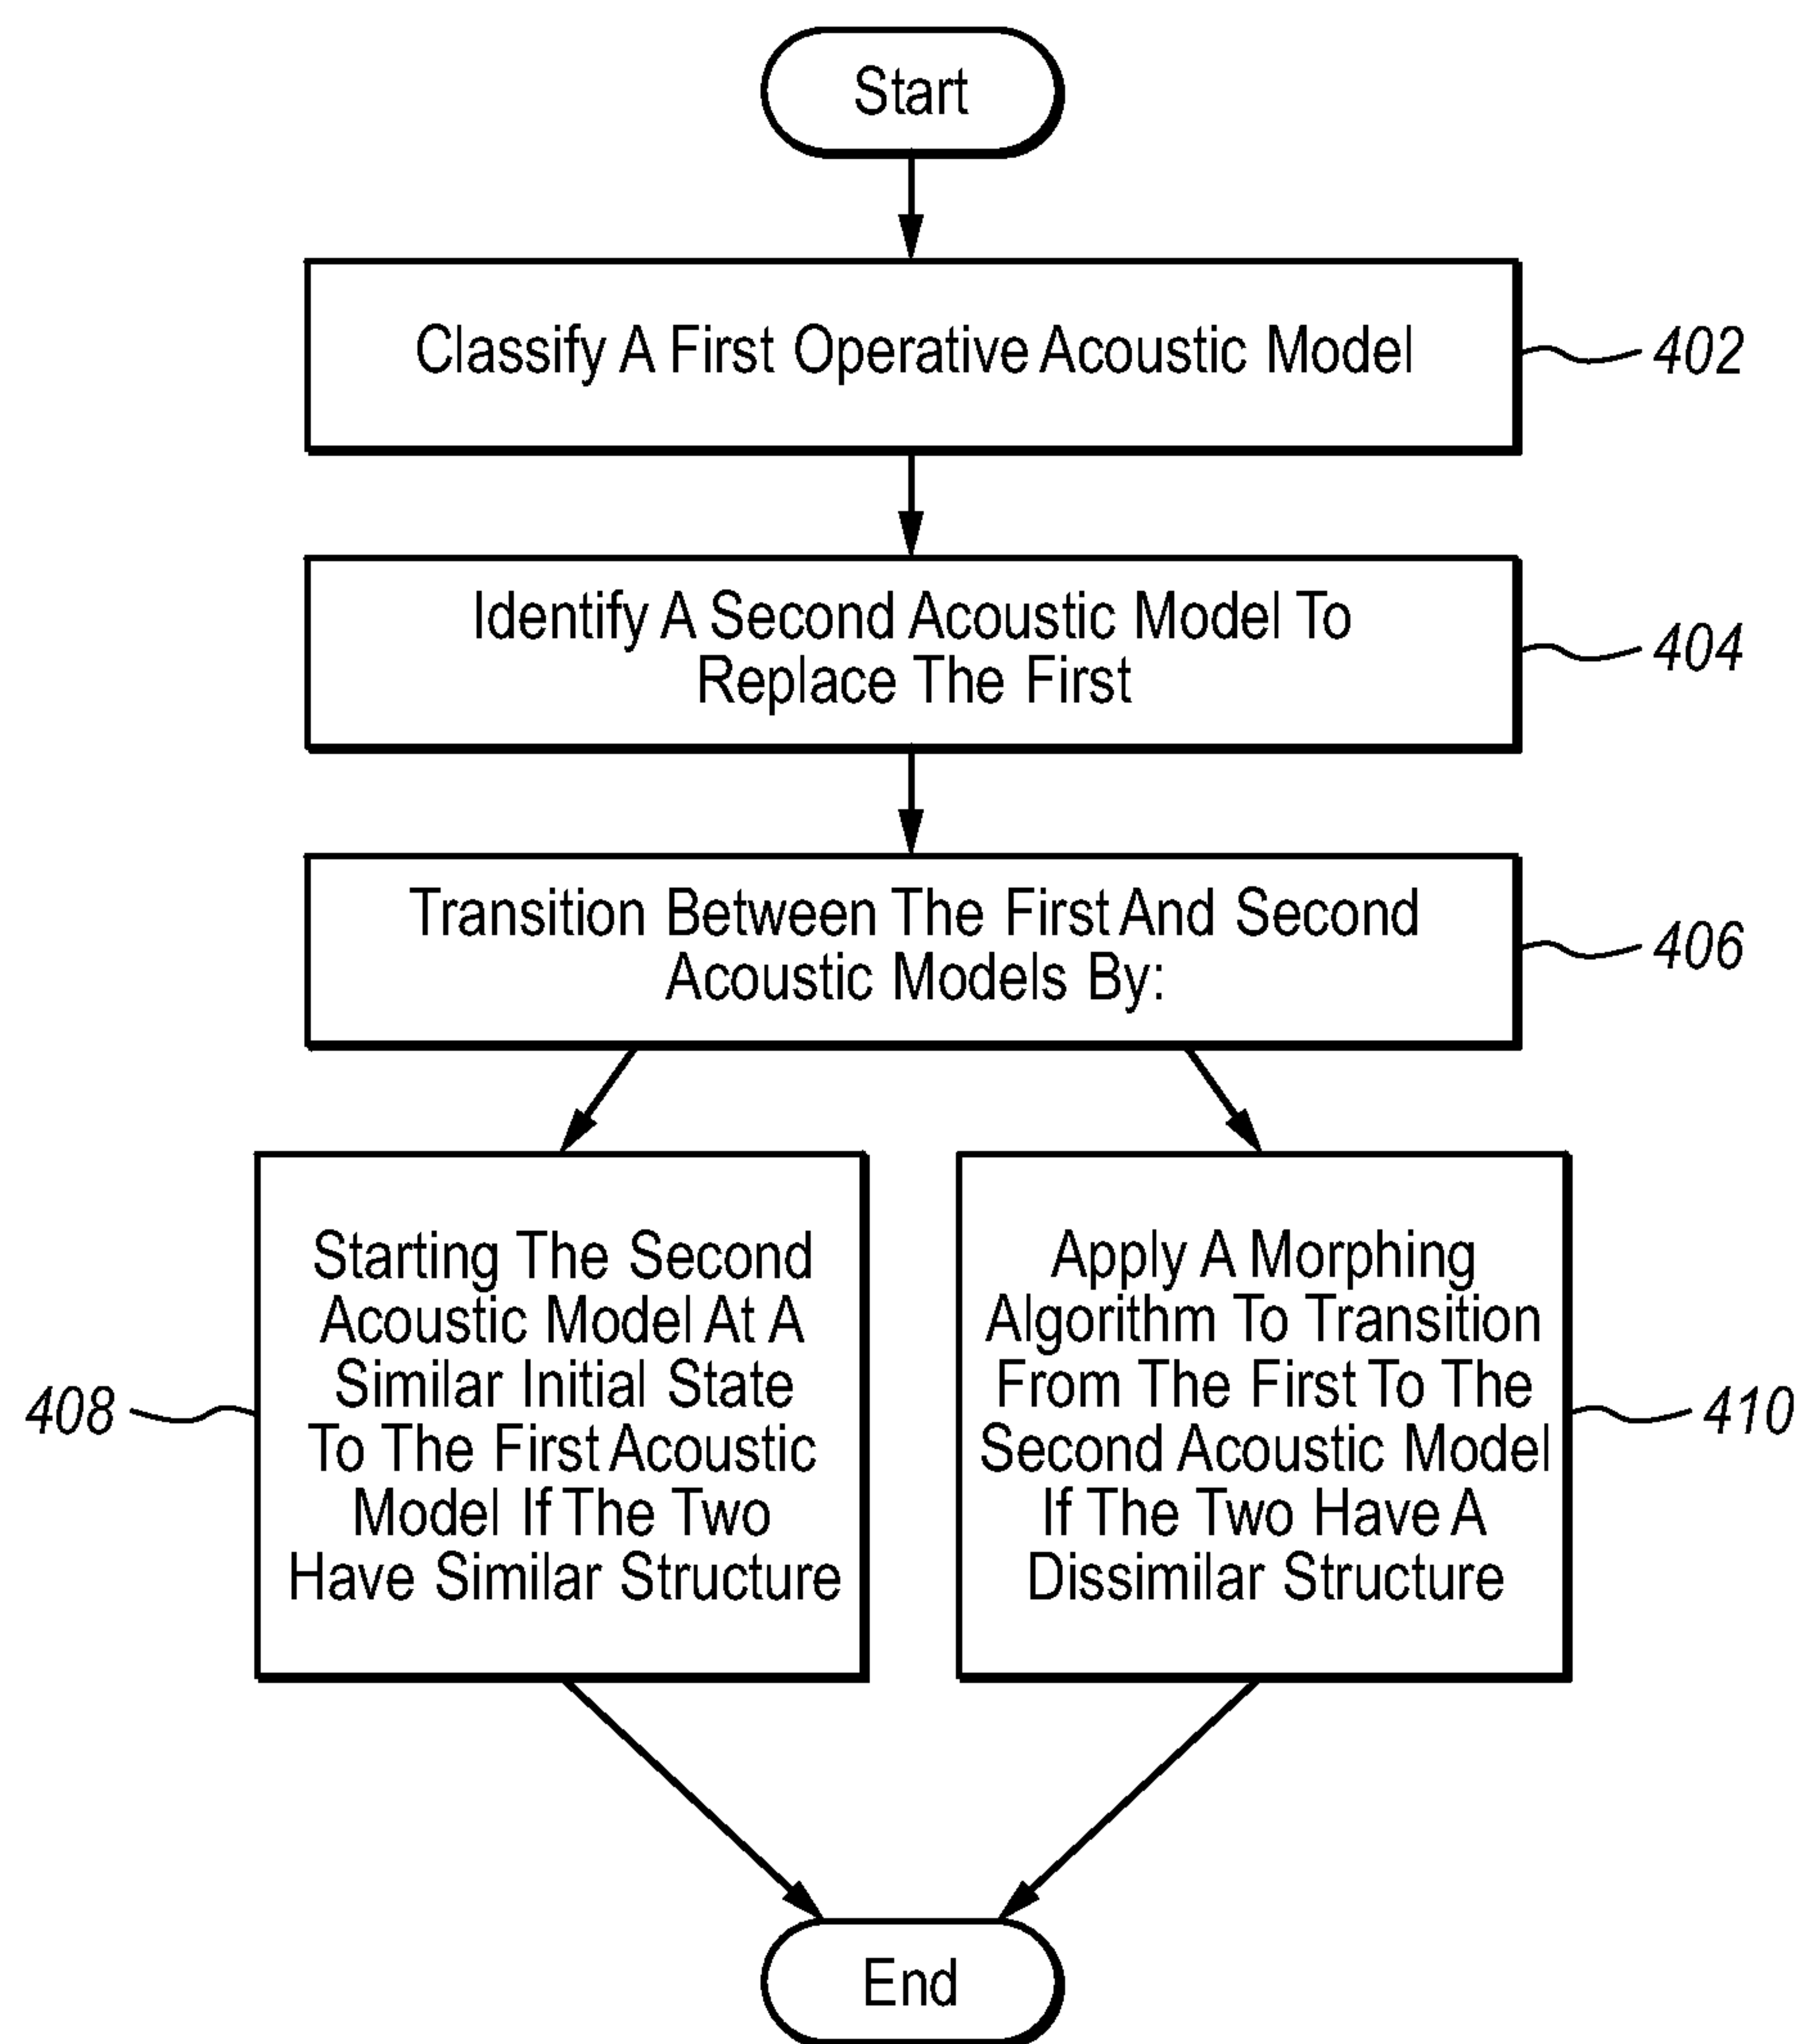 Start
Classify A First Operative Acoustic Model
402
Identify A Second Acoustic Model To
Replace The First
404
Transition Between The First And Second
Acoustic Models By:
406
Starting The Second
Acoustic Model At A
Similar Initial State
To The First Acoustic
Model If The Two
Have Similar Structure
408
Apply A Morphing
Algorithm To Transition
From The First To The
Second Acoustic Model
If The Two Have A
Dissimilar Structure
410
End